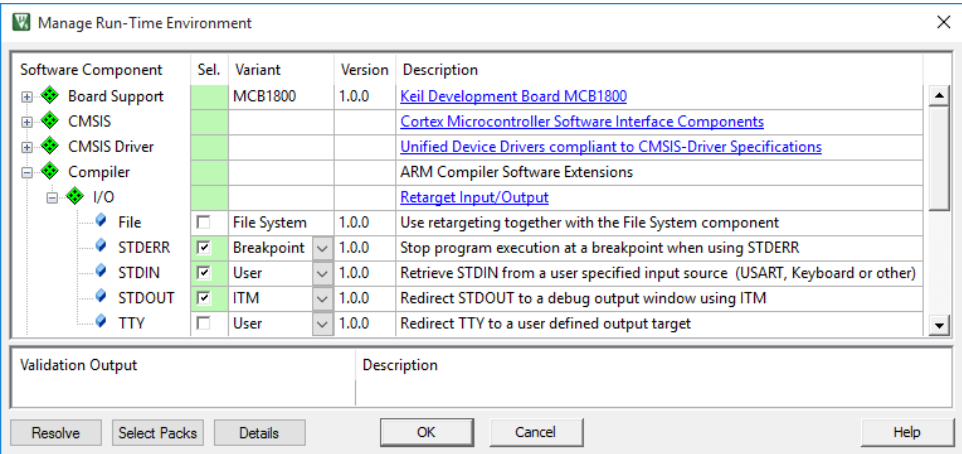 Manage Run-Time Environment
Software Component Sel. Variant Version Description
Board Support MCB1800 1.0.0 Keil Development Board MCB1800
CMSIS Cortex Microcontroller Software Interface Components
CMSIS Driver Unified Device Drivers compliant to CMSIS-Driver Specifications
Compiler ARM Compiler Software Extensions
I/O Retarget Input/Output
File File System 1.0.0 Use retargeting together with the File System component
STDERR Breakpoint 1.0.0 Stop program execution at a breakpoint when using STDERR
STDIN User 1.0.0 Retrieve STDIN from a user specified input source (USART, Keyboard or other)
STDOUT ITM 1.0.0 Redirect STDOUT to a debug output window using ITM
TTY User 1.0.0 Redirect TTY to a user defined output target
Validation Output Description
Resolve Select Packs Details OK Cancel Help